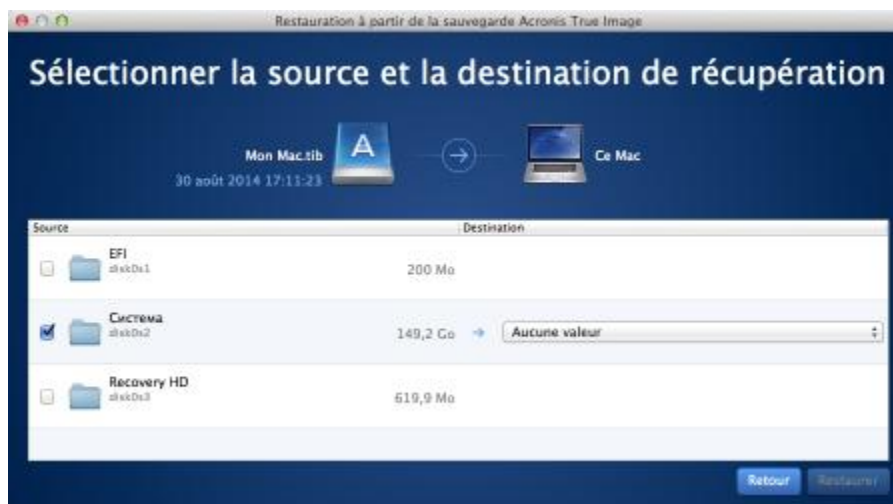 Restauration à partir de la sauvegarde Acronis True Image
Sélectionner la source et la destination de récupération
Mon Mac.tib
30 août 2014 17:11:23
A
Ce Mac
Source
Destination
EFI
disk0s1
200 Mo
Система
disk0s2
149,2 Go
Aucune valeur
Recovery HD
disk0s3
619,9 Mo
Retour
Restaurer